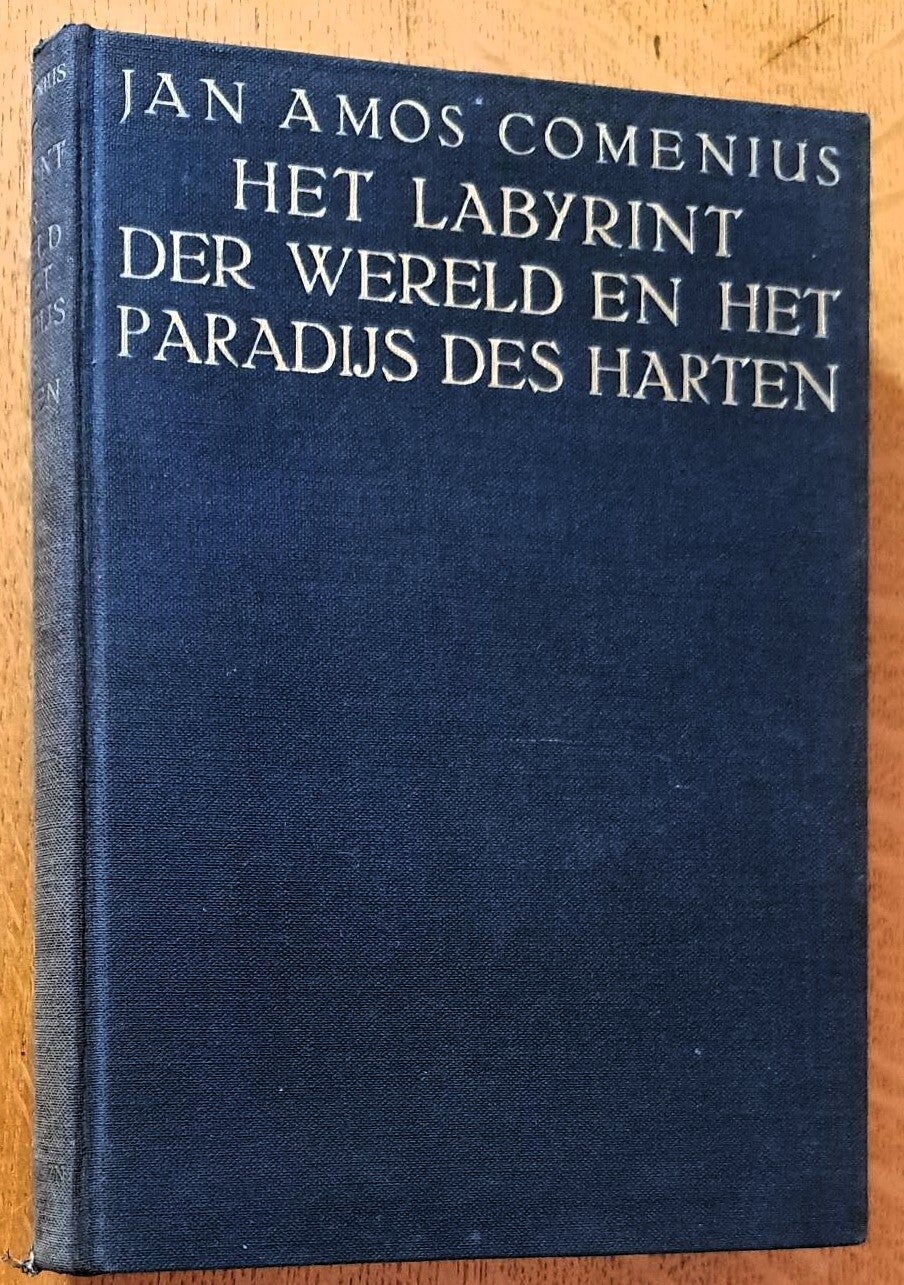 JAN AMOS COMENIUS
HET LABYRINT
DER WERELD EN HET
PARADIJS DES HARTEN